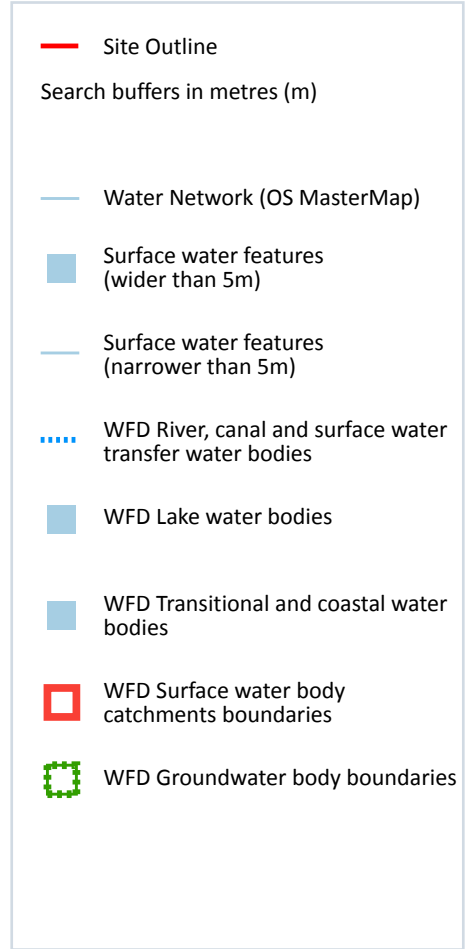 Site Outline
Search buffers in metres (m)
Water Network (OS MasterMap)
Surface water features
(wider than 5m)
Surface water features
(narrower than 5m)
WFD River, canal and surface water
transfer water bodies
WFD Lake water bodies
WFD Transitional and coastal water
bodies
WFD Surface water body
catchments boundaries
WFD Groundwater body boundaries